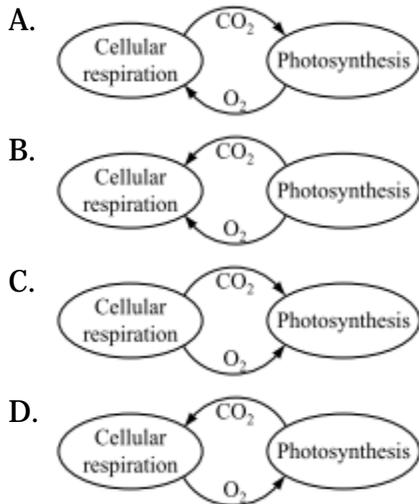 A.
Cellular
respiration
CO₂
O₂
Photosynthesis
B.
Cellular
respiration
CO₂
O₂
Photosynthesis
C.
Cellular
respiration
CO₂
O₂
Photosynthesis
D.
Cellular
respiration
CO₂
O₂
Photosynthesis